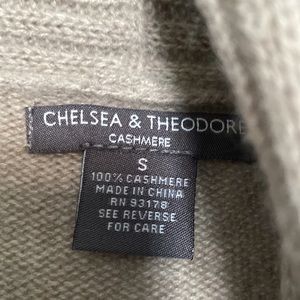 CHELSEA & THEODORE
CASHMERE
S
100% CASHMERE
MADE IN CHINA
RN 93178
SEE REVERSE
FOR CARE